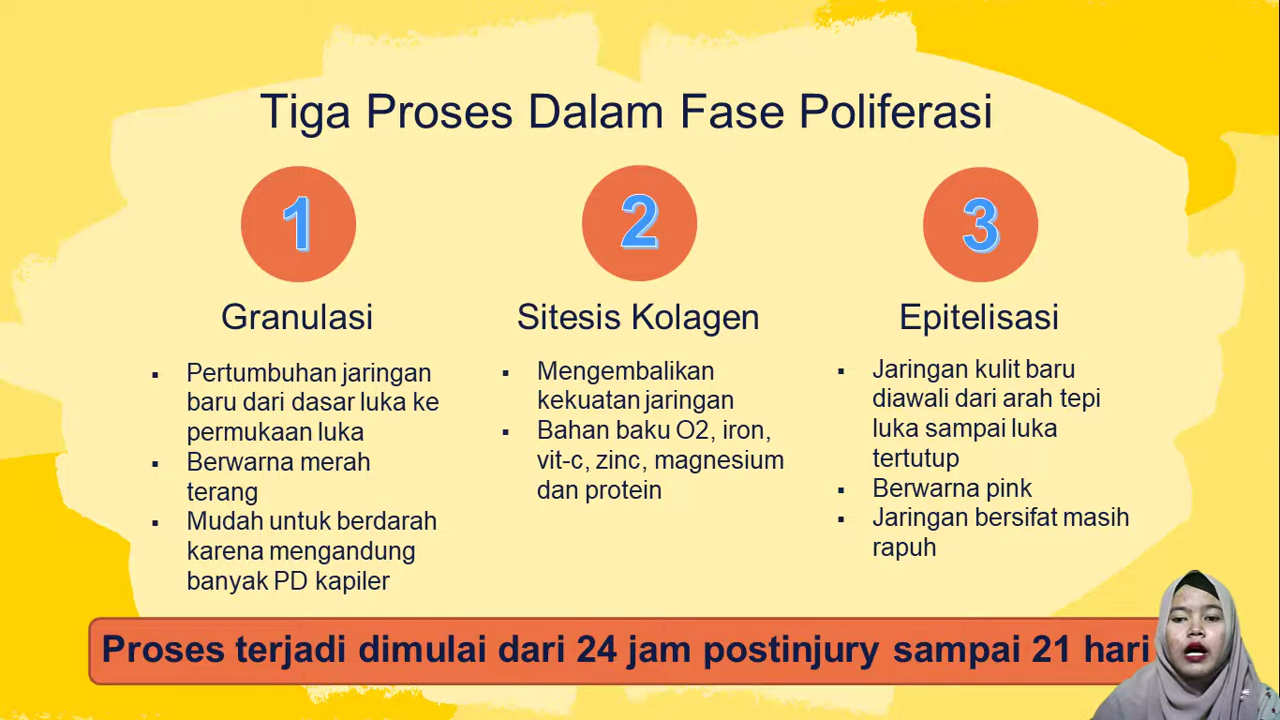 Tiga Proses Dalam Fase Poliferasi
1
Granulasi
▪ Pertumbuhan jaringan
baru dari dasar luka ke
permukaan luka
▪ Berwarna merah
terang
▪ Mudah untuk berdarah
karena mengandung
banyak PD kapiler
2
Sitesis Kolagen
▪ Mengembalikan
kekuatan jaringan
▪ Bahan baku O2, iron,
vit-c, zinc, magnesium
dan protein
3
Epitelisasi
▪ Jaringan kulit baru
diawali dari arah tepi
luka sampai luka
tertutup
▪ Berwarna pink
▪ Jaringan bersifat masih
rapuh
Proses terjadi dimulai dari 24 jam postinjury sampai 21 hari